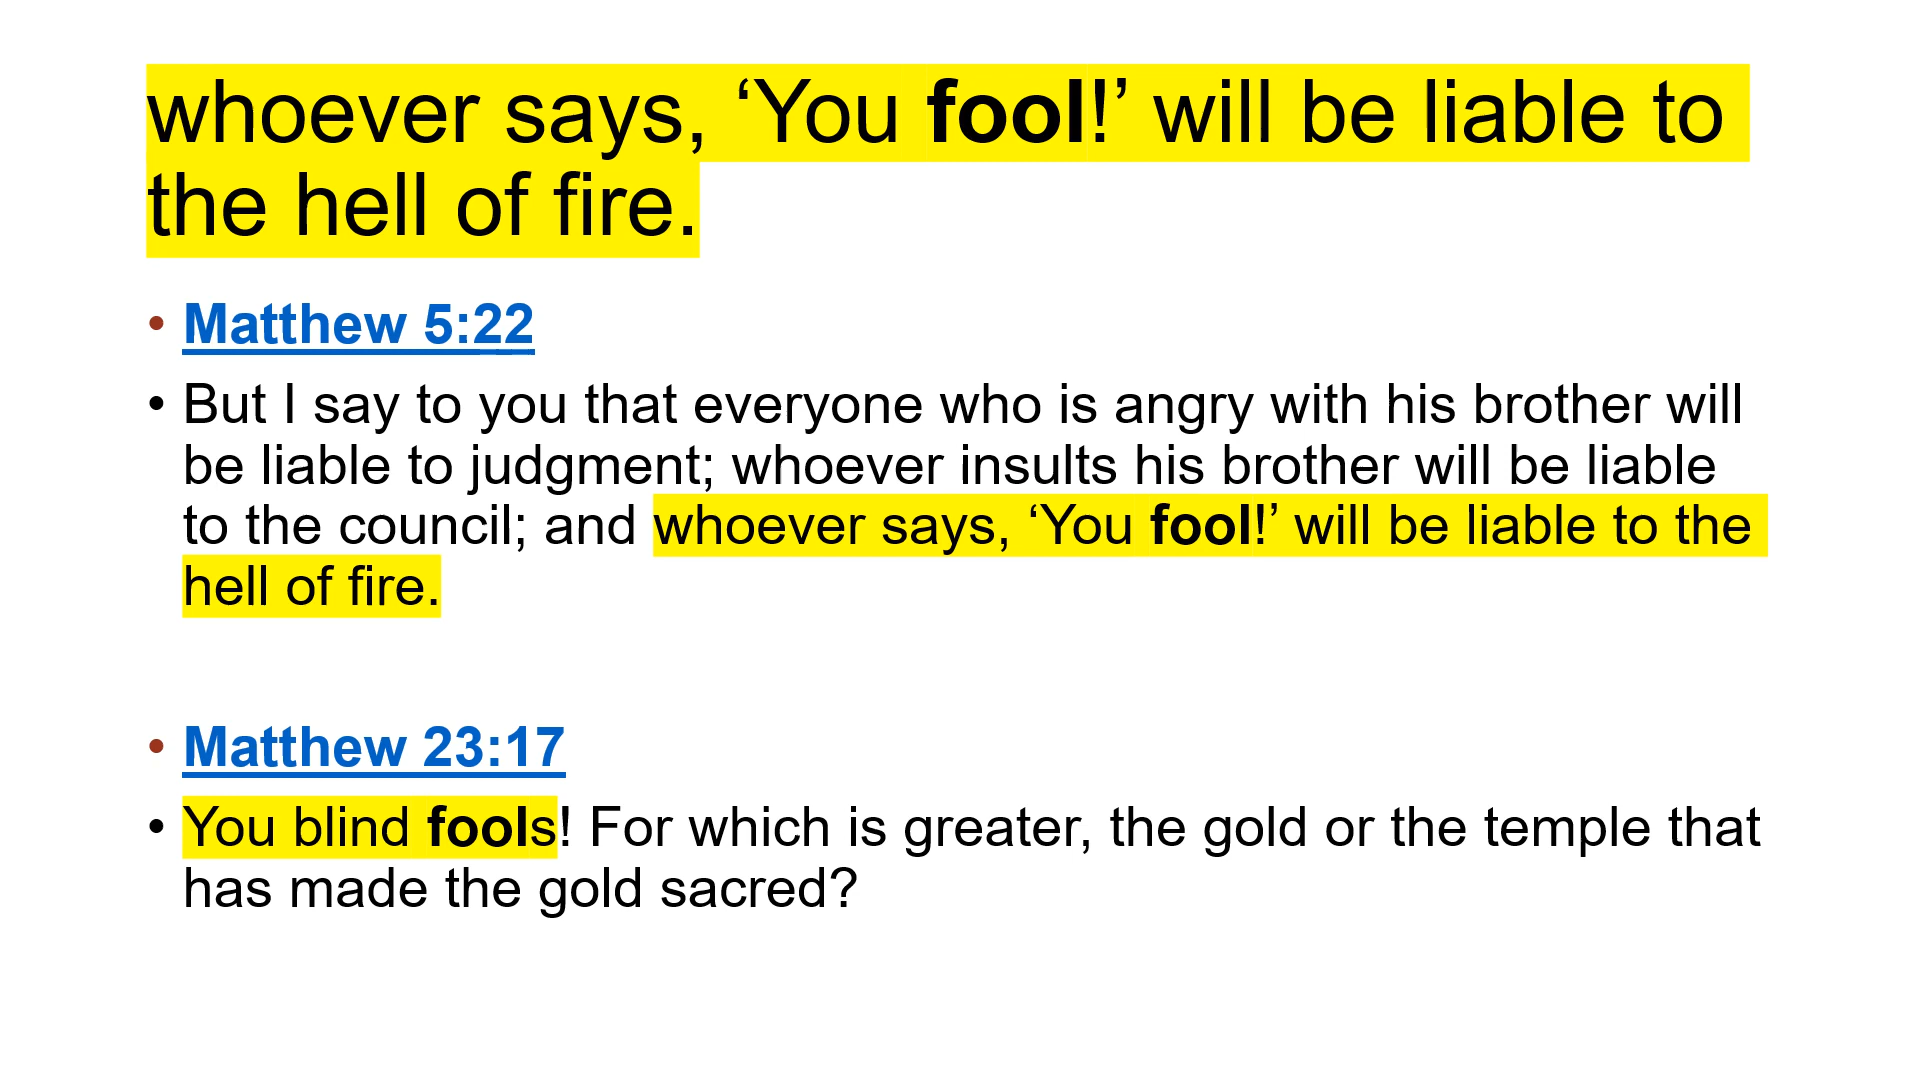 whoever says, ‘You fool!’ will be liable to
the hell of fire.
• Matthew 5:22
• But I say to you that everyone who is angry with his brother will
be liable to judgment; whoever insults his brother will be liable
to the council; and whoever says, ‘You fool!’ will be liable to the
hell of fire.
• Matthew 23:17
• You blind fools! For which is greater, the gold or the temple that
has made the gold sacred?